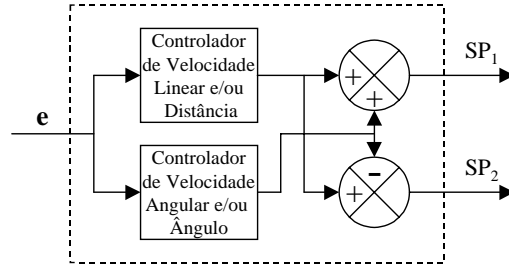 Controlador
de Velocidade
Linear e/ou
Distância
+
+
SP₁
e
Controlador
de Velocidade
Angular e/ou
Ângulo
-
+
SP₂